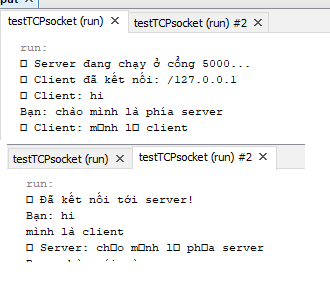 testTCPsocket (run) × testTCPsocket (run) #2 ×
run:
▯ Server đang chạy ở cổng 5000...
▯ Client đã kết nối: /127.0.0.1
▯ Client: hi
Bạn: chào mình là phía server
▯ Client: m▯nh l▯ client
testTCPsocket (run) × testTCPsocket (run) #2 ×
run:
▯ Đã kết nối tới server!
Bạn: hi
mình là client
▯ Server: ch▯o m▯nh l▯ ph▯a server